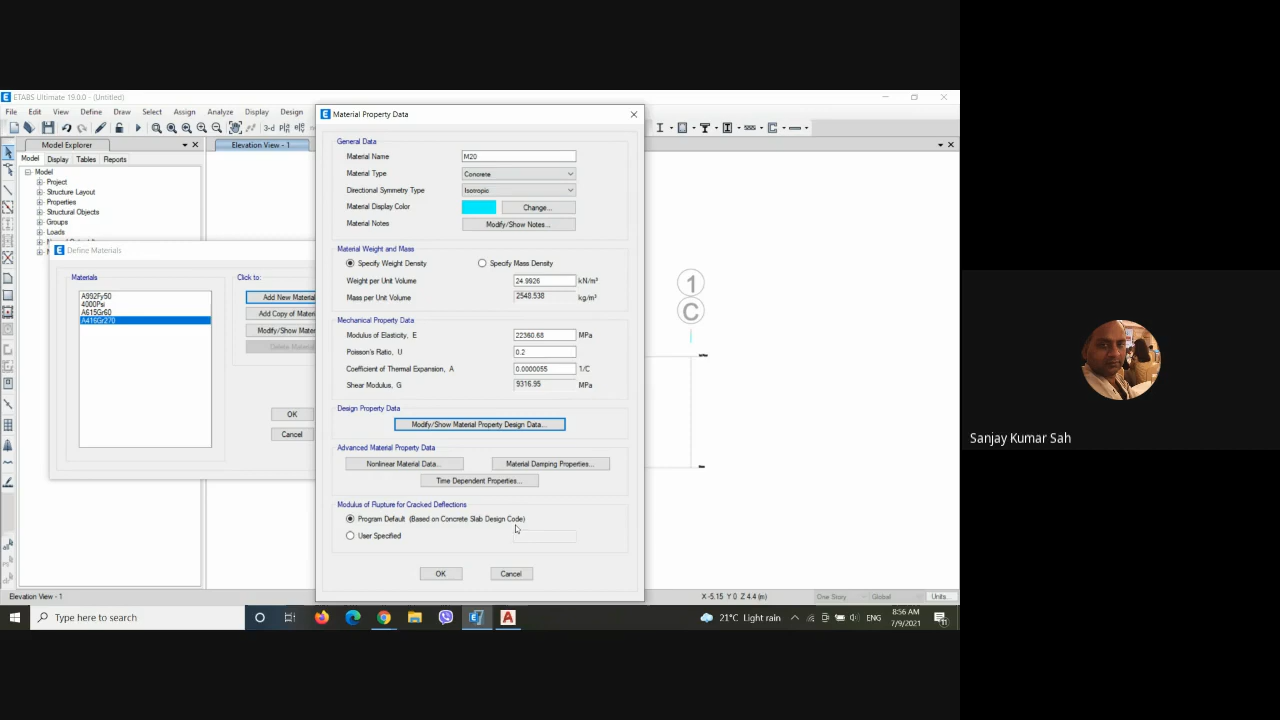 ETABS Ultimate 19.0.0 - (Untitled)
File Edit View Define Draw Select Assign Analyze Display Design
3-d
Model Explorer
Elevation View - 1
Model Display Tables Reports
Model
Project
Structure Layout
Properties
Structural Objects
Groups
Loads
Define Materials
Materials
Click to:
A992Fy50
4000Psi
A615Gr60
A416Gr270
Add New Material
Add Copy of Mater
Modify/Show Mater
Delete Material
OK
Cancel
Material Property Data
General Data
Material Name M20
Material Type Concrete
Directional Symmetry Type Isotropic
Material Display Color Change...
Material Notes Modify/Show Notes...
Material Weight and Mass
Specify Weight Density Specify Mass Density
Weight per Unit Volume 24.9926 kN/m³
Mass per Unit Volume 2548.538 kg/m³
Mechanical Property Data
Modulus of Elasticity, E 22360.68 MPa
Poisson's Ratio, U 0.2
Coefficient of Thermal Expansion, A 0.0000055 1/C
Shear Modulus, G 9316.95 MPa
Design Property Data
Modify/Show Material Property Design Data...
Advanced Material Property Data
Nonlinear Material Data... Material Damping Properties...
Time Dependent Properties...
Modulus of Rupture for Cracked Deflections
Program Default (Based on Concrete Slab Design Code)
User Specified
OK Cancel
1
C
Elevation View - 1
X -5.15 Y 0 Z 4.4 (m)
One Story Global Units
Type here to search
21°C Light rain
ENG
8:56 AM
7/9/2021
Sanjay Kumar Sah